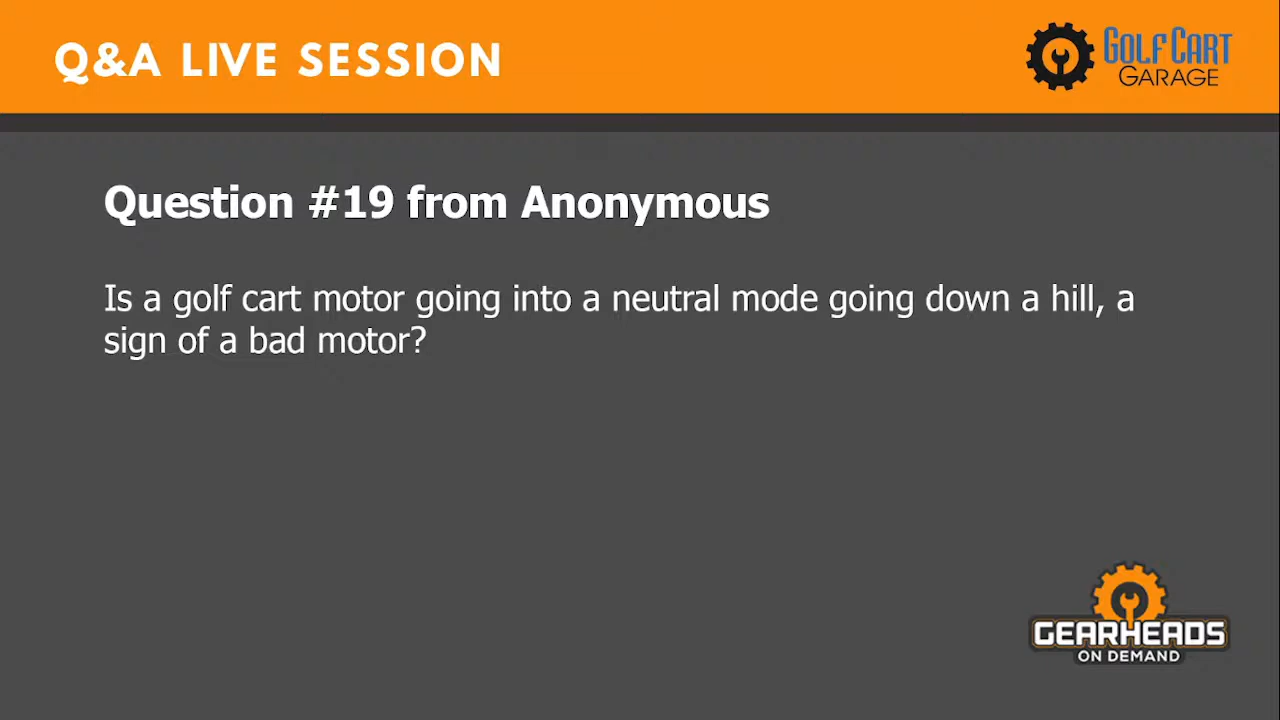 Q&A LIVE SESSION
GOLF CART
GARAGE
Question #19 from Anonymous
Is a golf cart motor going into a neutral mode going down a hill, a
sign of a bad motor?
GEARHEADS
ON DEMAND